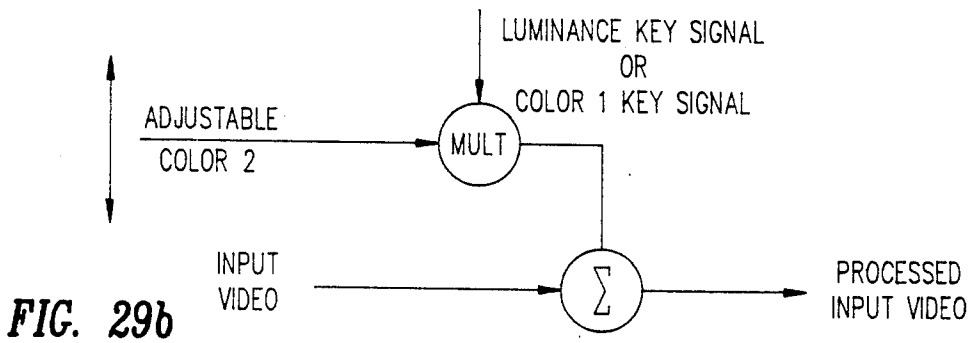 LUMINANCE KEY SIGNAL
OR
COLOR 1 KEY SIGNAL
ADJUSTABLE
COLOR 2
MULT
INPUT
VIDEO
Σ
PROCESSED
INPUT VIDEO
FIG. 29b